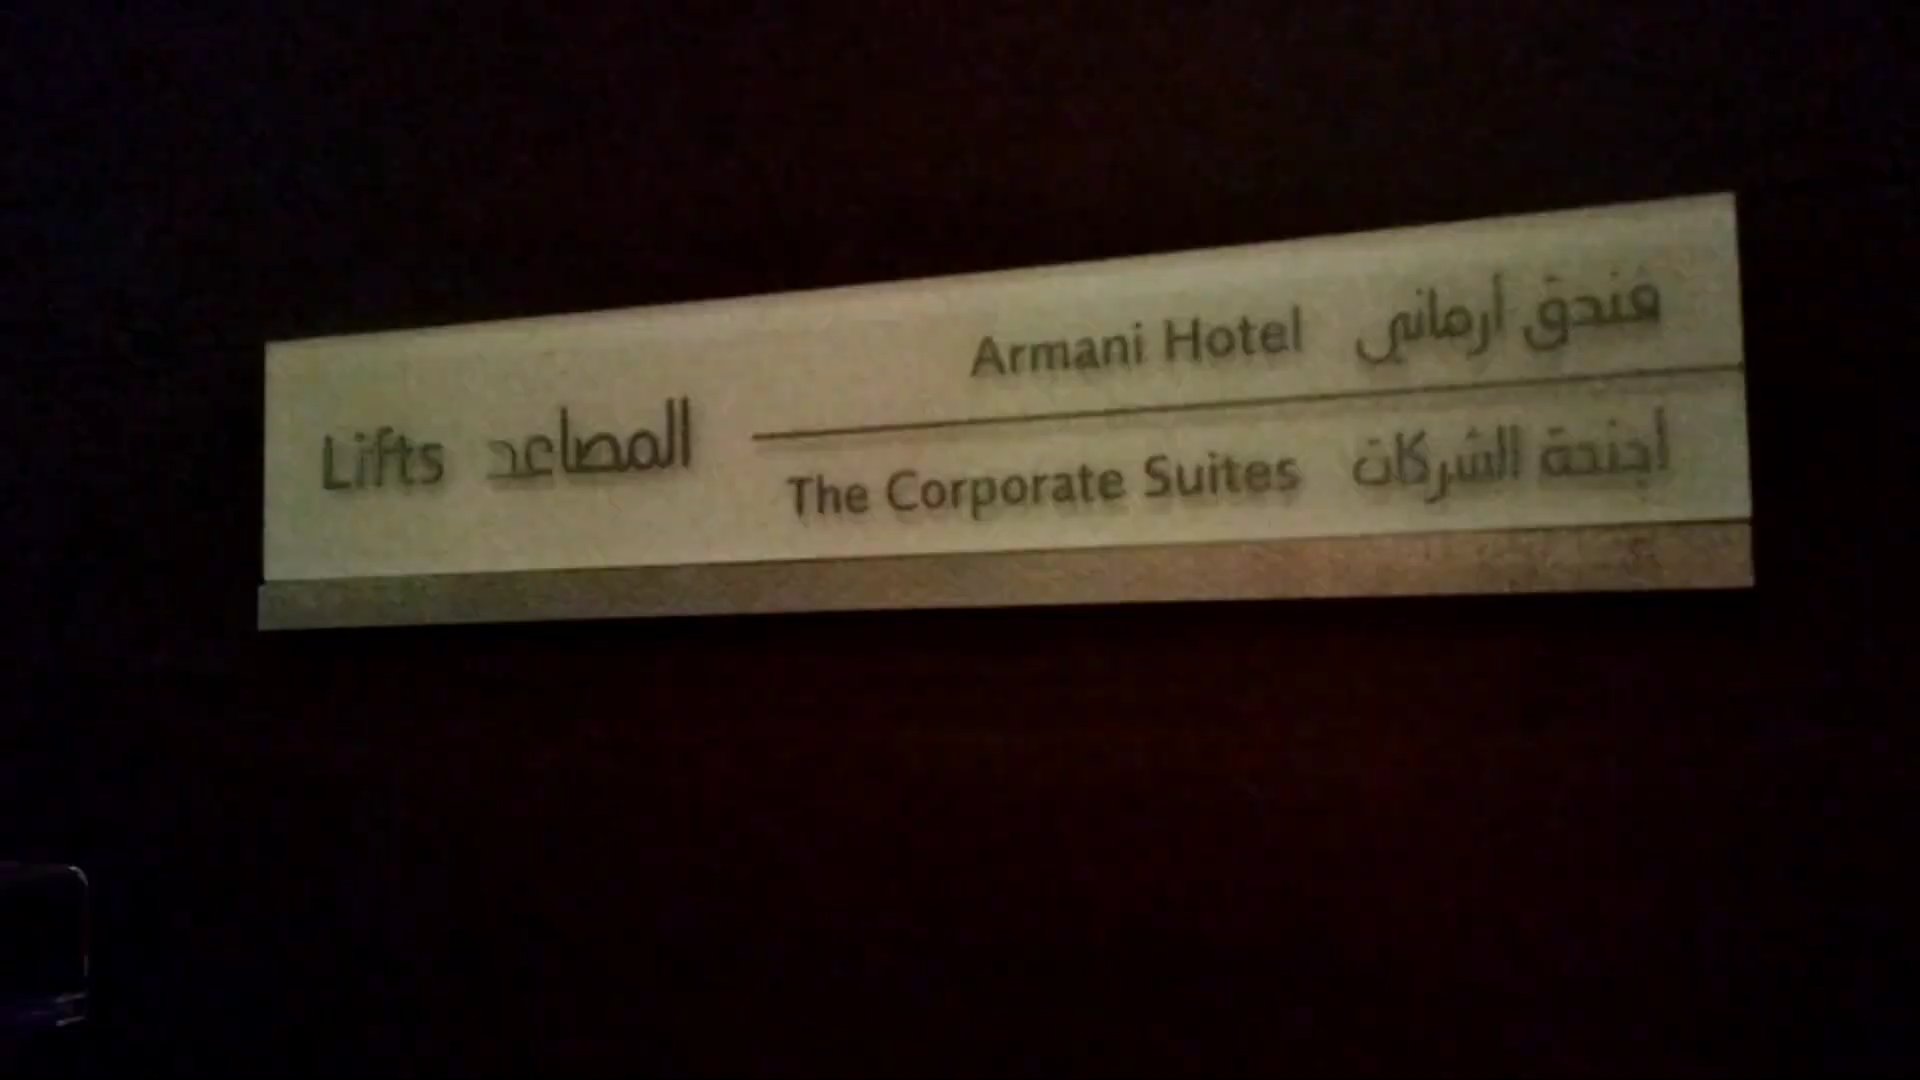 Lifts المصاعد
Armani Hotel فندق أرماني
The Corporate Suites أجنحة الشركات